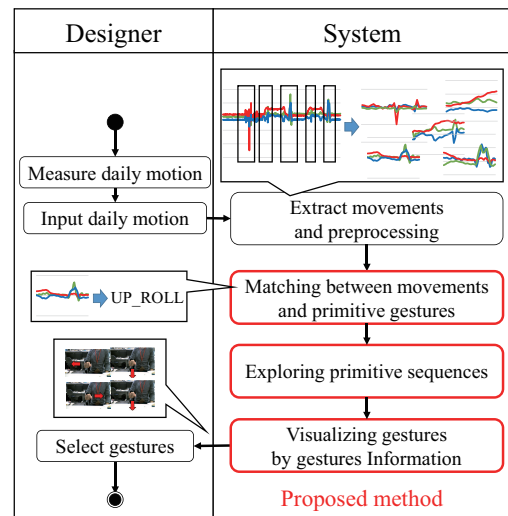 Designer
System
Measure daily motion
Input daily motion
Extract movements
and preprocessing
UP_ROLL
Matching between movements
and primitive gestures
Exploring primitive sequences
Visualizing gestures
by gestures Information
Select gestures
Proposed method